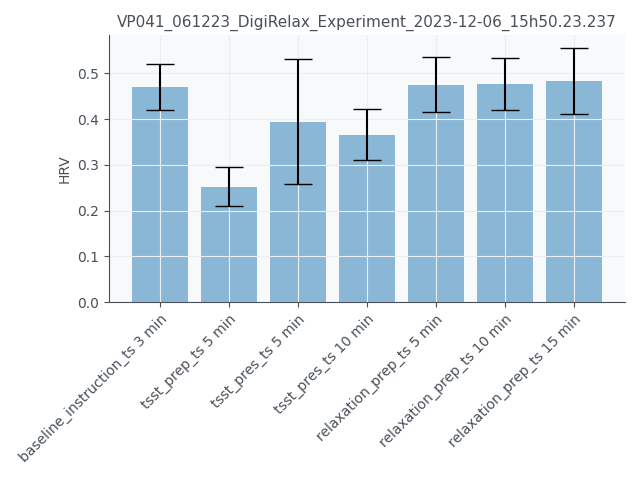 VP041_061223_DigiRelax_Experiment_2023-12-06_15h50.23.237
HRV
0.5
0.4
0.3
0.2
0.1
0.0
baseline_instruction_ts 3 min
tsst_prep_ts 5 min
tsst_pres_ts 5 min
tsst_pres_ts 10 min
relaxation_prep_ts 5 min
relaxation_prep_ts 10 min
relaxation_prep_ts 15 min